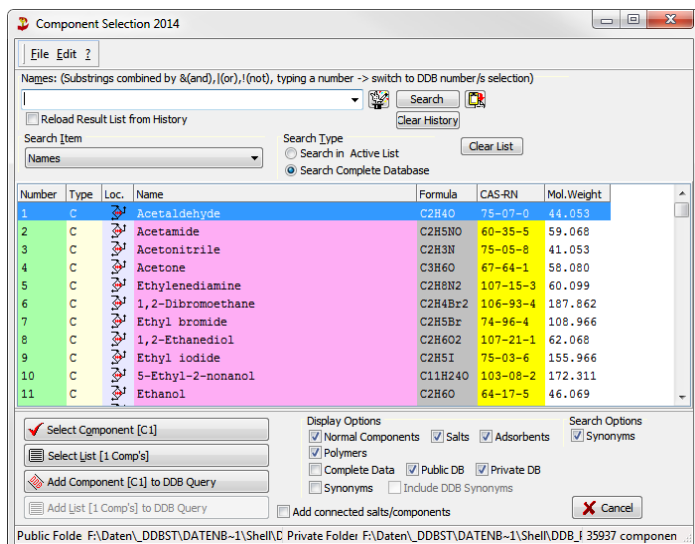 Component Selection 2014
File Edit ?
Names: (Substrings combined by &(and),|(or),!(not), typing a number -> switch to DDB number/s selection)
Search
Reload Result List from History
Clear History
Search Item
Search Type
Names
Search in Active List
Clear List
Search Complete Database
Number Type Loc. Name Formula CAS-RN Mol.Weight
1 C Acetaldehyde C2H4O 75-07-0 44.053
2 C Acetamide C2H5NO 60-35-5 59.068
3 C Acetonitrile C2H3N 75-05-8 41.053
4 C Acetone C3H6O 67-64-1 58.080
5 C Ethylenediamine C2H8N2 107-15-3 60.099
6 C 1,2-Dibromoethane C2H4Br2 106-93-4 187.862
7 C Ethyl bromide C2H5Br 74-96-4 108.966
8 C 1,2-Ethanediol C2H6O2 107-21-1 62.068
9 C Ethyl iodide C2H5I 75-03-6 155.966
10 C 5-Ethyl-2-nonanol C11H24O 103-08-2 172.311
11 C Ethanol C2H6O 64-17-5 46.069
Select Component [C1]
Select List [1 Comp's]
Add Component [C1] to DDB Query
Add List [1 Comp's] to DDB Query
Display Options
Normal Components Salts Adsorbents
Polymers
Complete Data Public DB Private DB
Synonyms Include DDB Synonyms
Add connected salts/components
Search Options
Synonyms
Cancel
Public Folde F:\Daten\_DDBST\DATENB~1\Shell\D Private Folder F:\Daten\_DDBST\DATENB~1\Shell\DDB_F 35937 componen